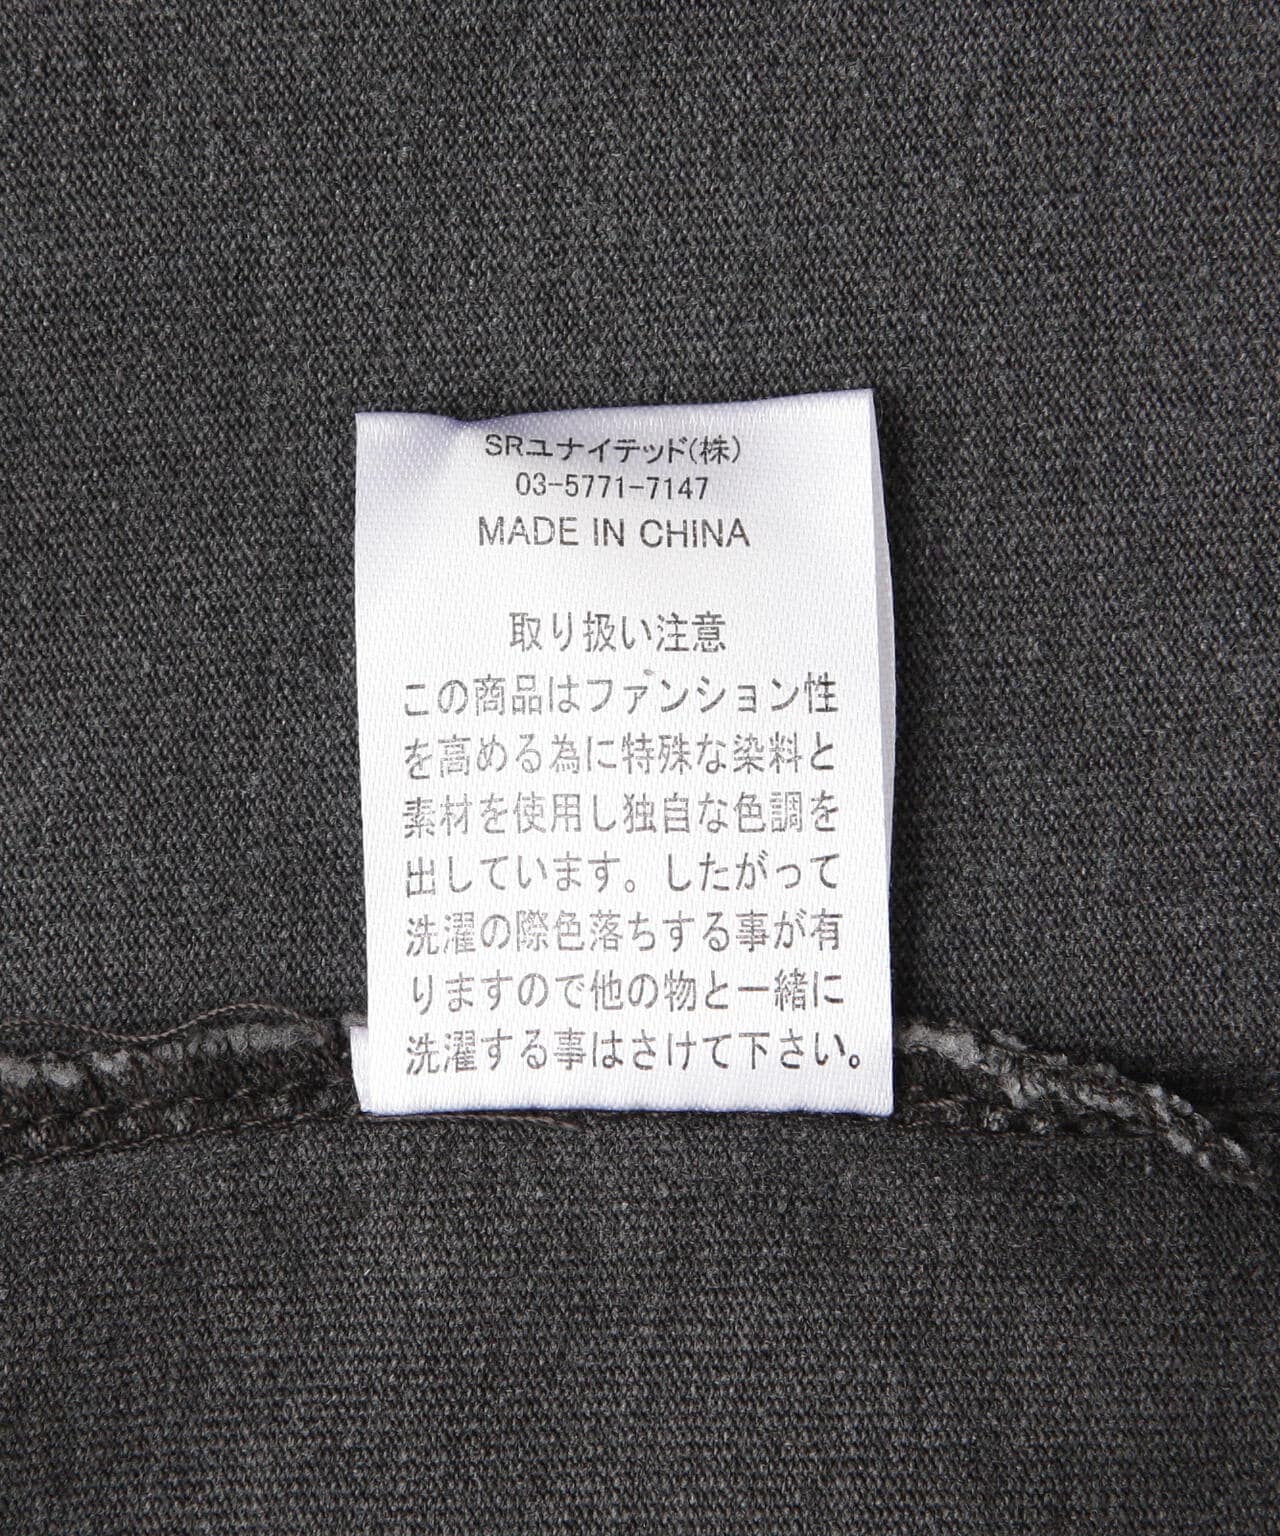 SRユナイテッド(株)
03-5771-7147
MADE IN CHINA
取り扱い注意
この商品はファンション性
を高める為に特殊な染料と
素材を使用し独自な色調を
出しています。したがって
洗濯の際色落ちする事が有
りますので他の物と一緒に
洗濯する事はさけて下さい。